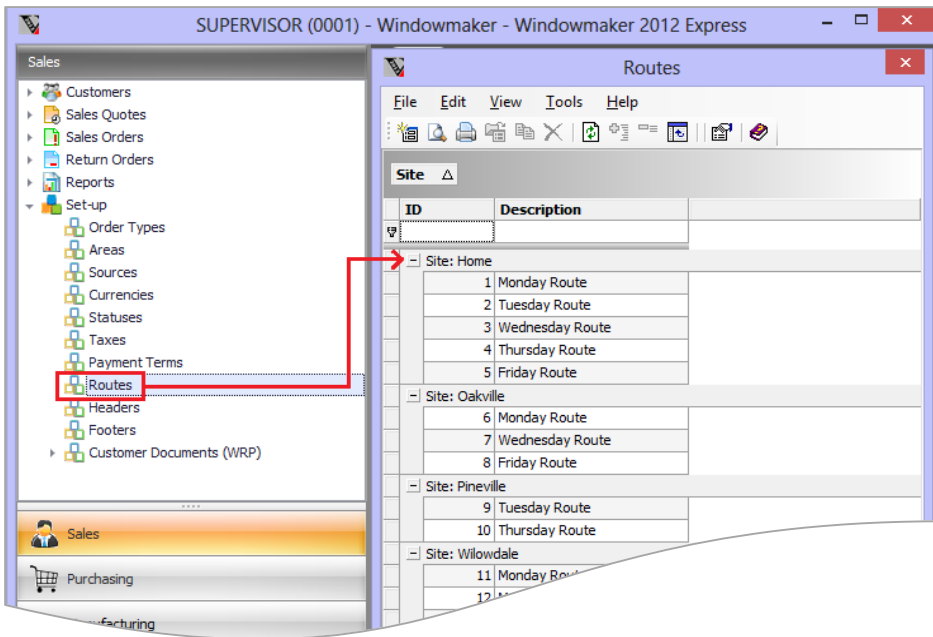 SUPERVISOR (0001) - Windowmaker - Windowmaker 2012 Express
Sales
Customers
Sales Quotes
Sales Orders
Return Orders
Reports
Set-up
Order Types
Areas
Sources
Currencies
Statuses
Taxes
Payment Terms
Routes
Headers
Footers
Customer Documents (WRP)
Sales
Purchasing
Routes
File Edit View Tools Help
Site
ID Description
Site: Home
1 Monday Route
2 Tuesday Route
3 Wednesday Route
4 Thursday Route
5 Friday Route
Site: Oakville
6 Monday Route
7 Wednesday Route
8 Friday Route
Site: Pineville
9 Tuesday Route
10 Thursday Route
Site: Wilowdale
11 Monday
12